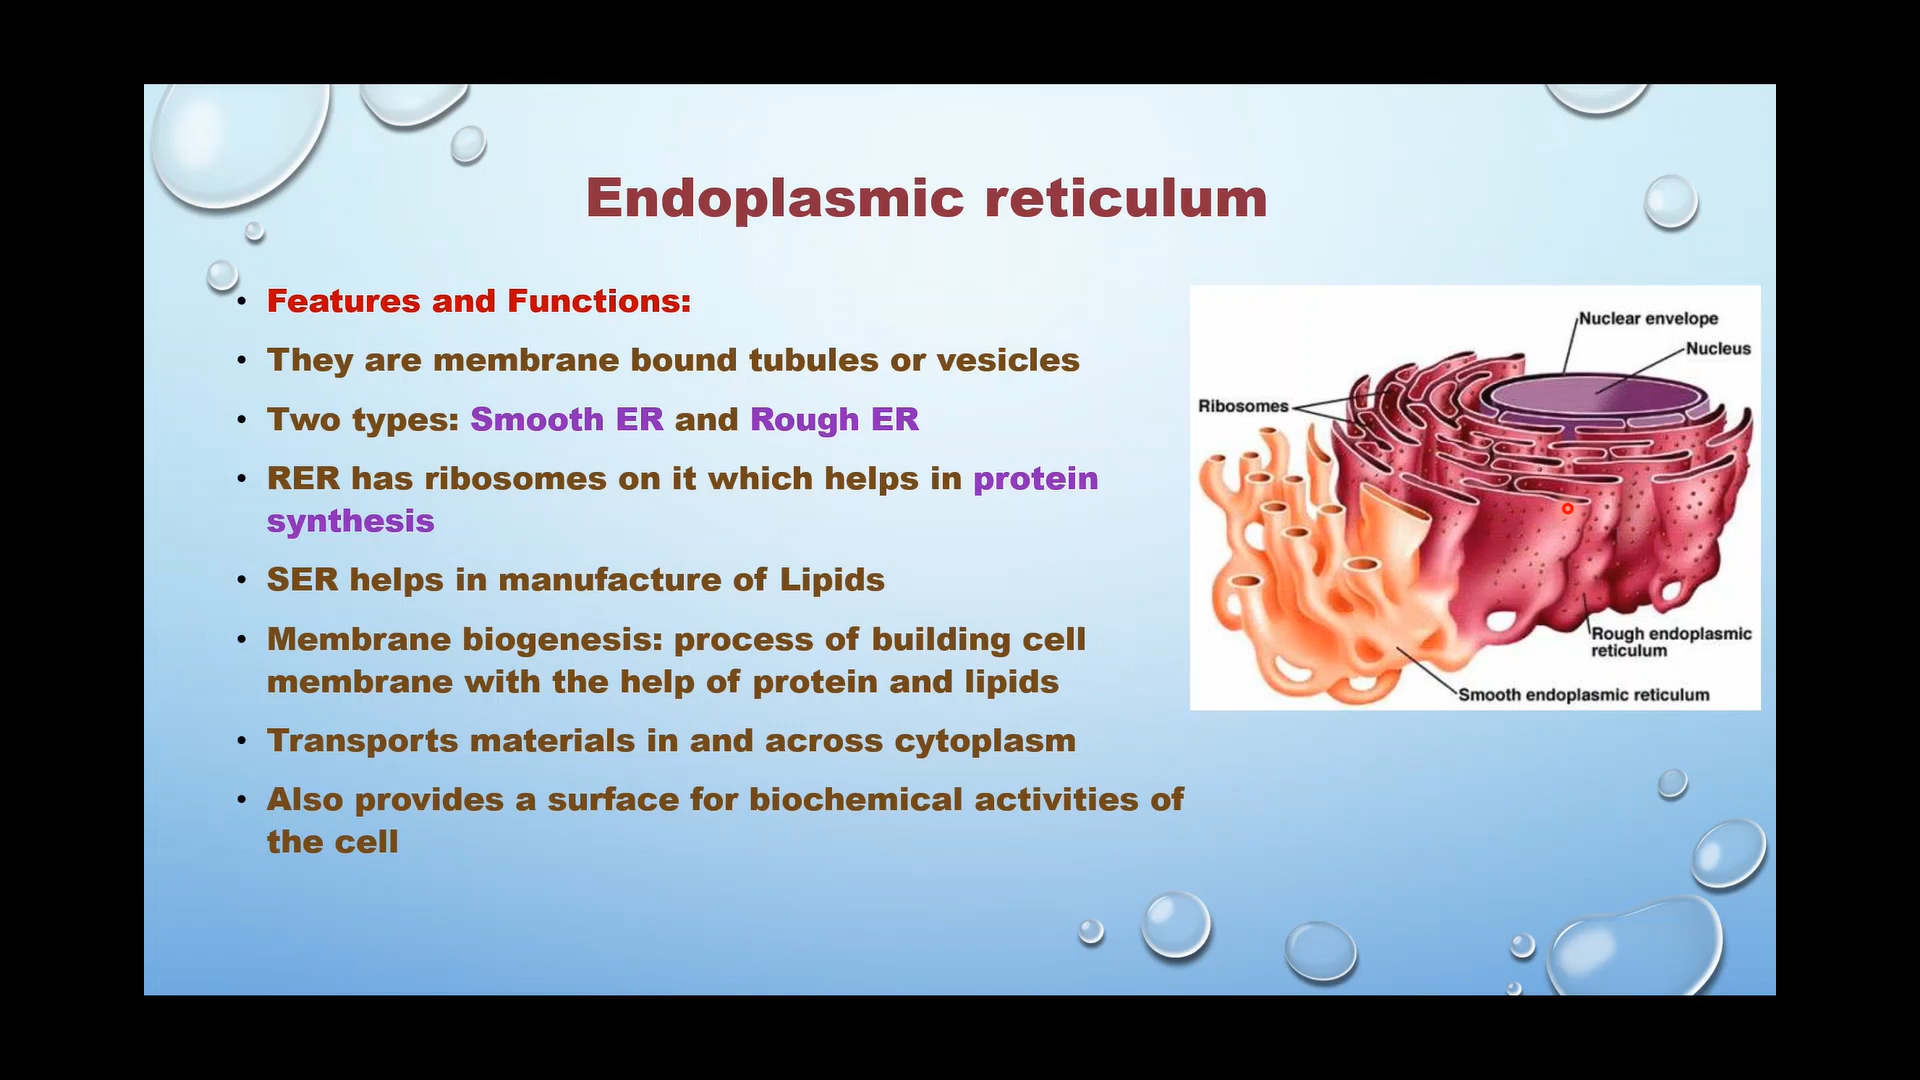 Endoplasmic reticulum
• Features and Functions:
• They are membrane bound tubules or vesicles
• Two types: Smooth ER and Rough ER
• RER has ribosomes on it which helps in protein
synthesis
• SER helps in manufacture of Lipids
• Membrane biogenesis: process of building cell
membrane with the help of protein and lipids
• Transports materials in and across cytoplasm
• Also provides a surface for biochemical activities of
the cell
Nuclear envelope
Nucleus
Ribosomes
Rough endoplasmic
reticulum
Smooth endoplasmic reticulum